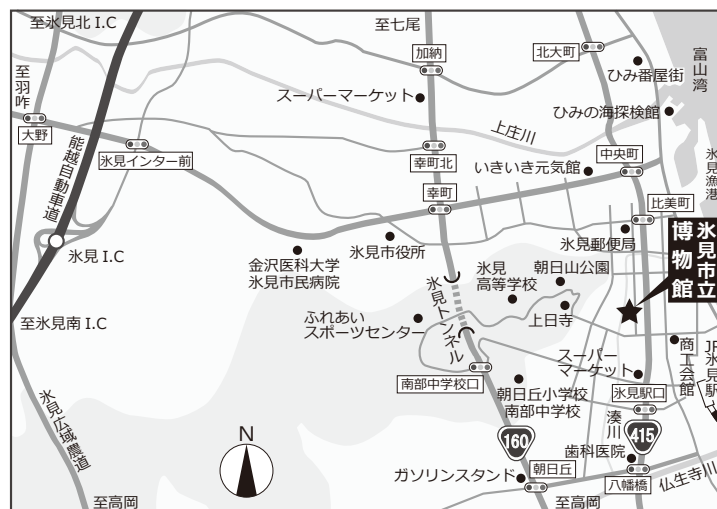 至氷見北 I.C
至七尾
至羽咋
加納
北大町
富山湾
ひみ番屋街
スーパーマーケット
ひみの海探検館
大野
能越自動車道
氷見インター前
上庄川
幸町北
中央町
氷見漁港
いきいき元気館
幸町
比美町
氷見郵便局
氷見市立
博物館
氷見 I.C
金沢医科大学
氷見市民病院
氷見市役所
氷見
高等学校
朝日山公園
氷見トンネル
上日寺
至氷見南 I.C
ふれあい
スポーツセンター
スーパー
マーケット
商工会館
JR氷見駅
南部中学校口
朝日丘小学校
南部中学校
氷見駅口
氷見広域農道
湊川
N
160
415
歯科医院
ガソリンスタンド
朝日丘
八幡橋
仏生寺川
至高岡
至高岡